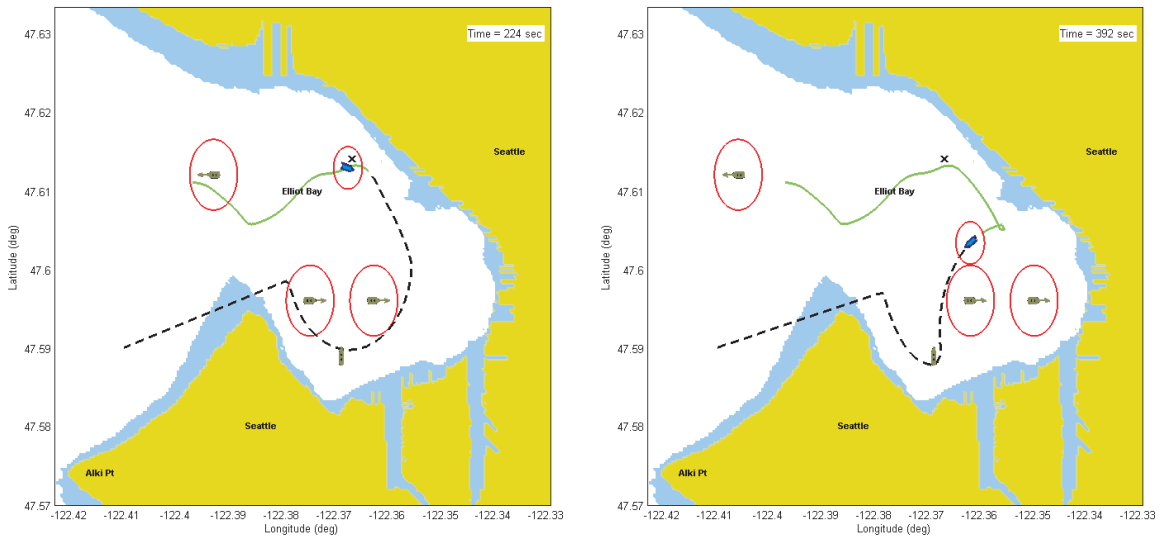 Time = 224 sec
47.63
47.62
47.61
47.6
47.59
47.58
47.57
Latitude (deg)
Seattle
Elliot Bay
Seattle
Alki Pt
-122.42 -122.41 -122.4 -122.39 -122.38 -122.37 -122.36 -122.35 -122.34 -122.33
Longitude (deg)
Time = 392 sec
47.63
47.62
47.61
47.6
47.59
47.58
47.57
Latitude (deg)
Seattle
Elliot Bay
Seattle
Alki Pt
-122.42 -122.41 -122.4 -122.39 -122.38 -122.37 -122.36 -122.35 -122.34 -122.33
Longitude (deg)